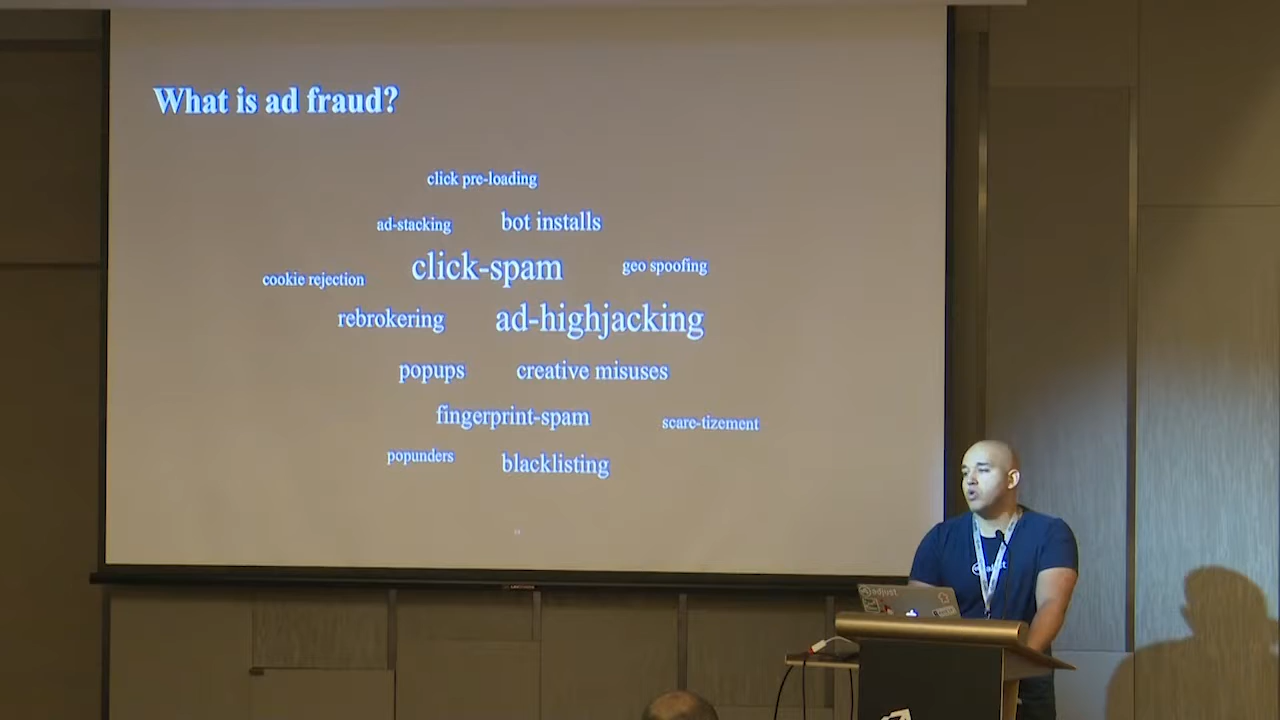 What is ad fraud?
click pre-loading
ad-stacking
bot installs
click-spam
geo spoofing
cookie rejection
rebrokering
ad-highjacking
popups
creative misuses
fingerprint-spam
scare-tizement
popunders
blacklisting
adjust